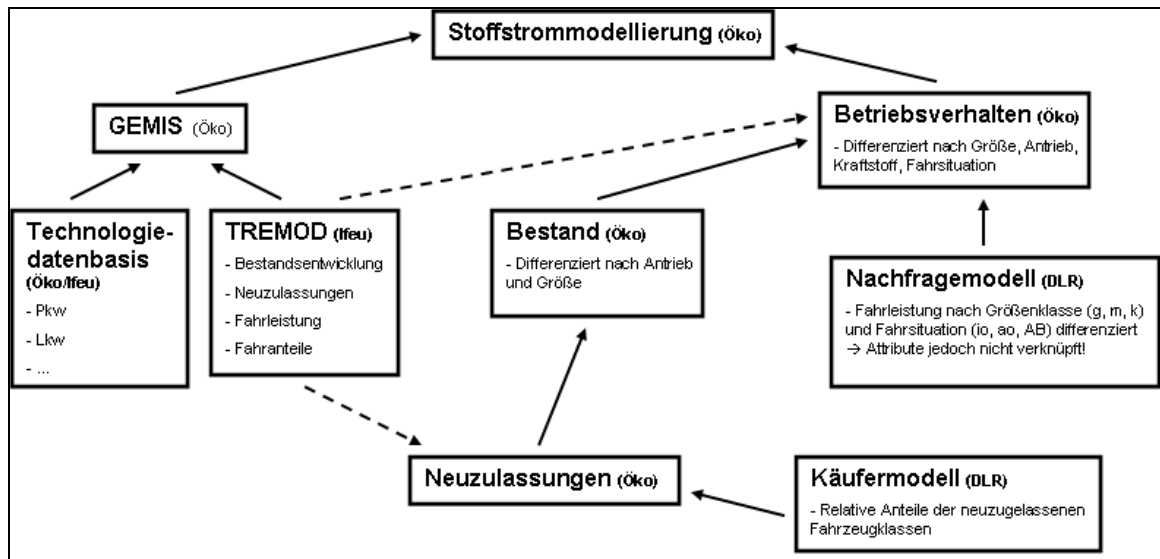 Stoffstrommodellierung (Öko)
GEMIS (Öko)
Betriebsverhalten (Öko)
- Differenziert nach Größe, Antrieb,
Kraftstoff, Fahrsituation
Technologie-
datenbasis
(Öko/Ifeu)
- Pkw
- Lkw
- ...
TREMOD (Ifeu)
- Bestandsentwicklung
- Neuzulassungen
- Fahrleistung
- Fahranteile
Bestand (Öko)
- Differenziert nach Antrieb
und Größe
Nachfragemodell (DLR)
- Fahrleistung nach Größenklasse (g, m, k)
und Fahrsituation (io, ao, AB) differenziert
→ Attribute jedoch nicht verknüpft!
Neuzulassungen (Öko)
Käufermodell (DLR)
- Relative Anteile der neuzugelassenen
Fahrzeugklassen